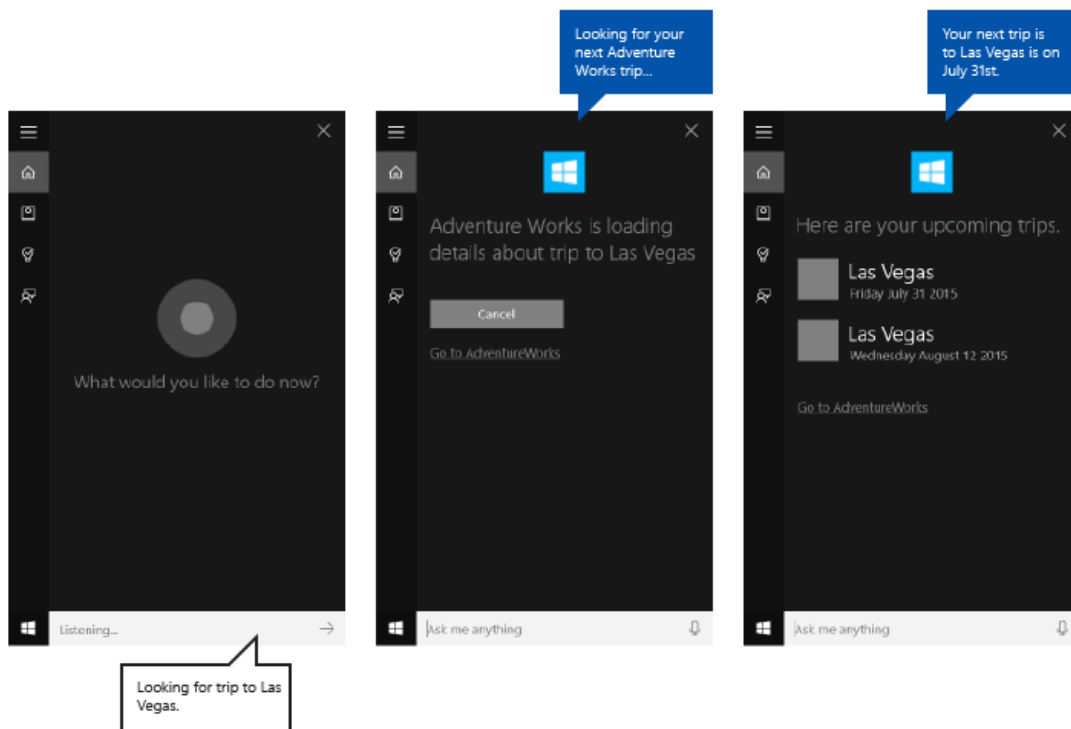 Looking for your
next Adventure
Works trip...
Your next trip is
to Las Vegas is on
July 31st.
What would you like to do now?
Listening...
Looking for trip to Las
Vegas.
Adventure Works is loading
details about trip to Las Vegas
Cancel
Go to AdventureWorks
Ask me anything
Here are your upcoming trips.
Las Vegas
Friday July 31 2015
Las Vegas
Wednesday August 12 2015
Go to AdventureWorks
Ask me anything